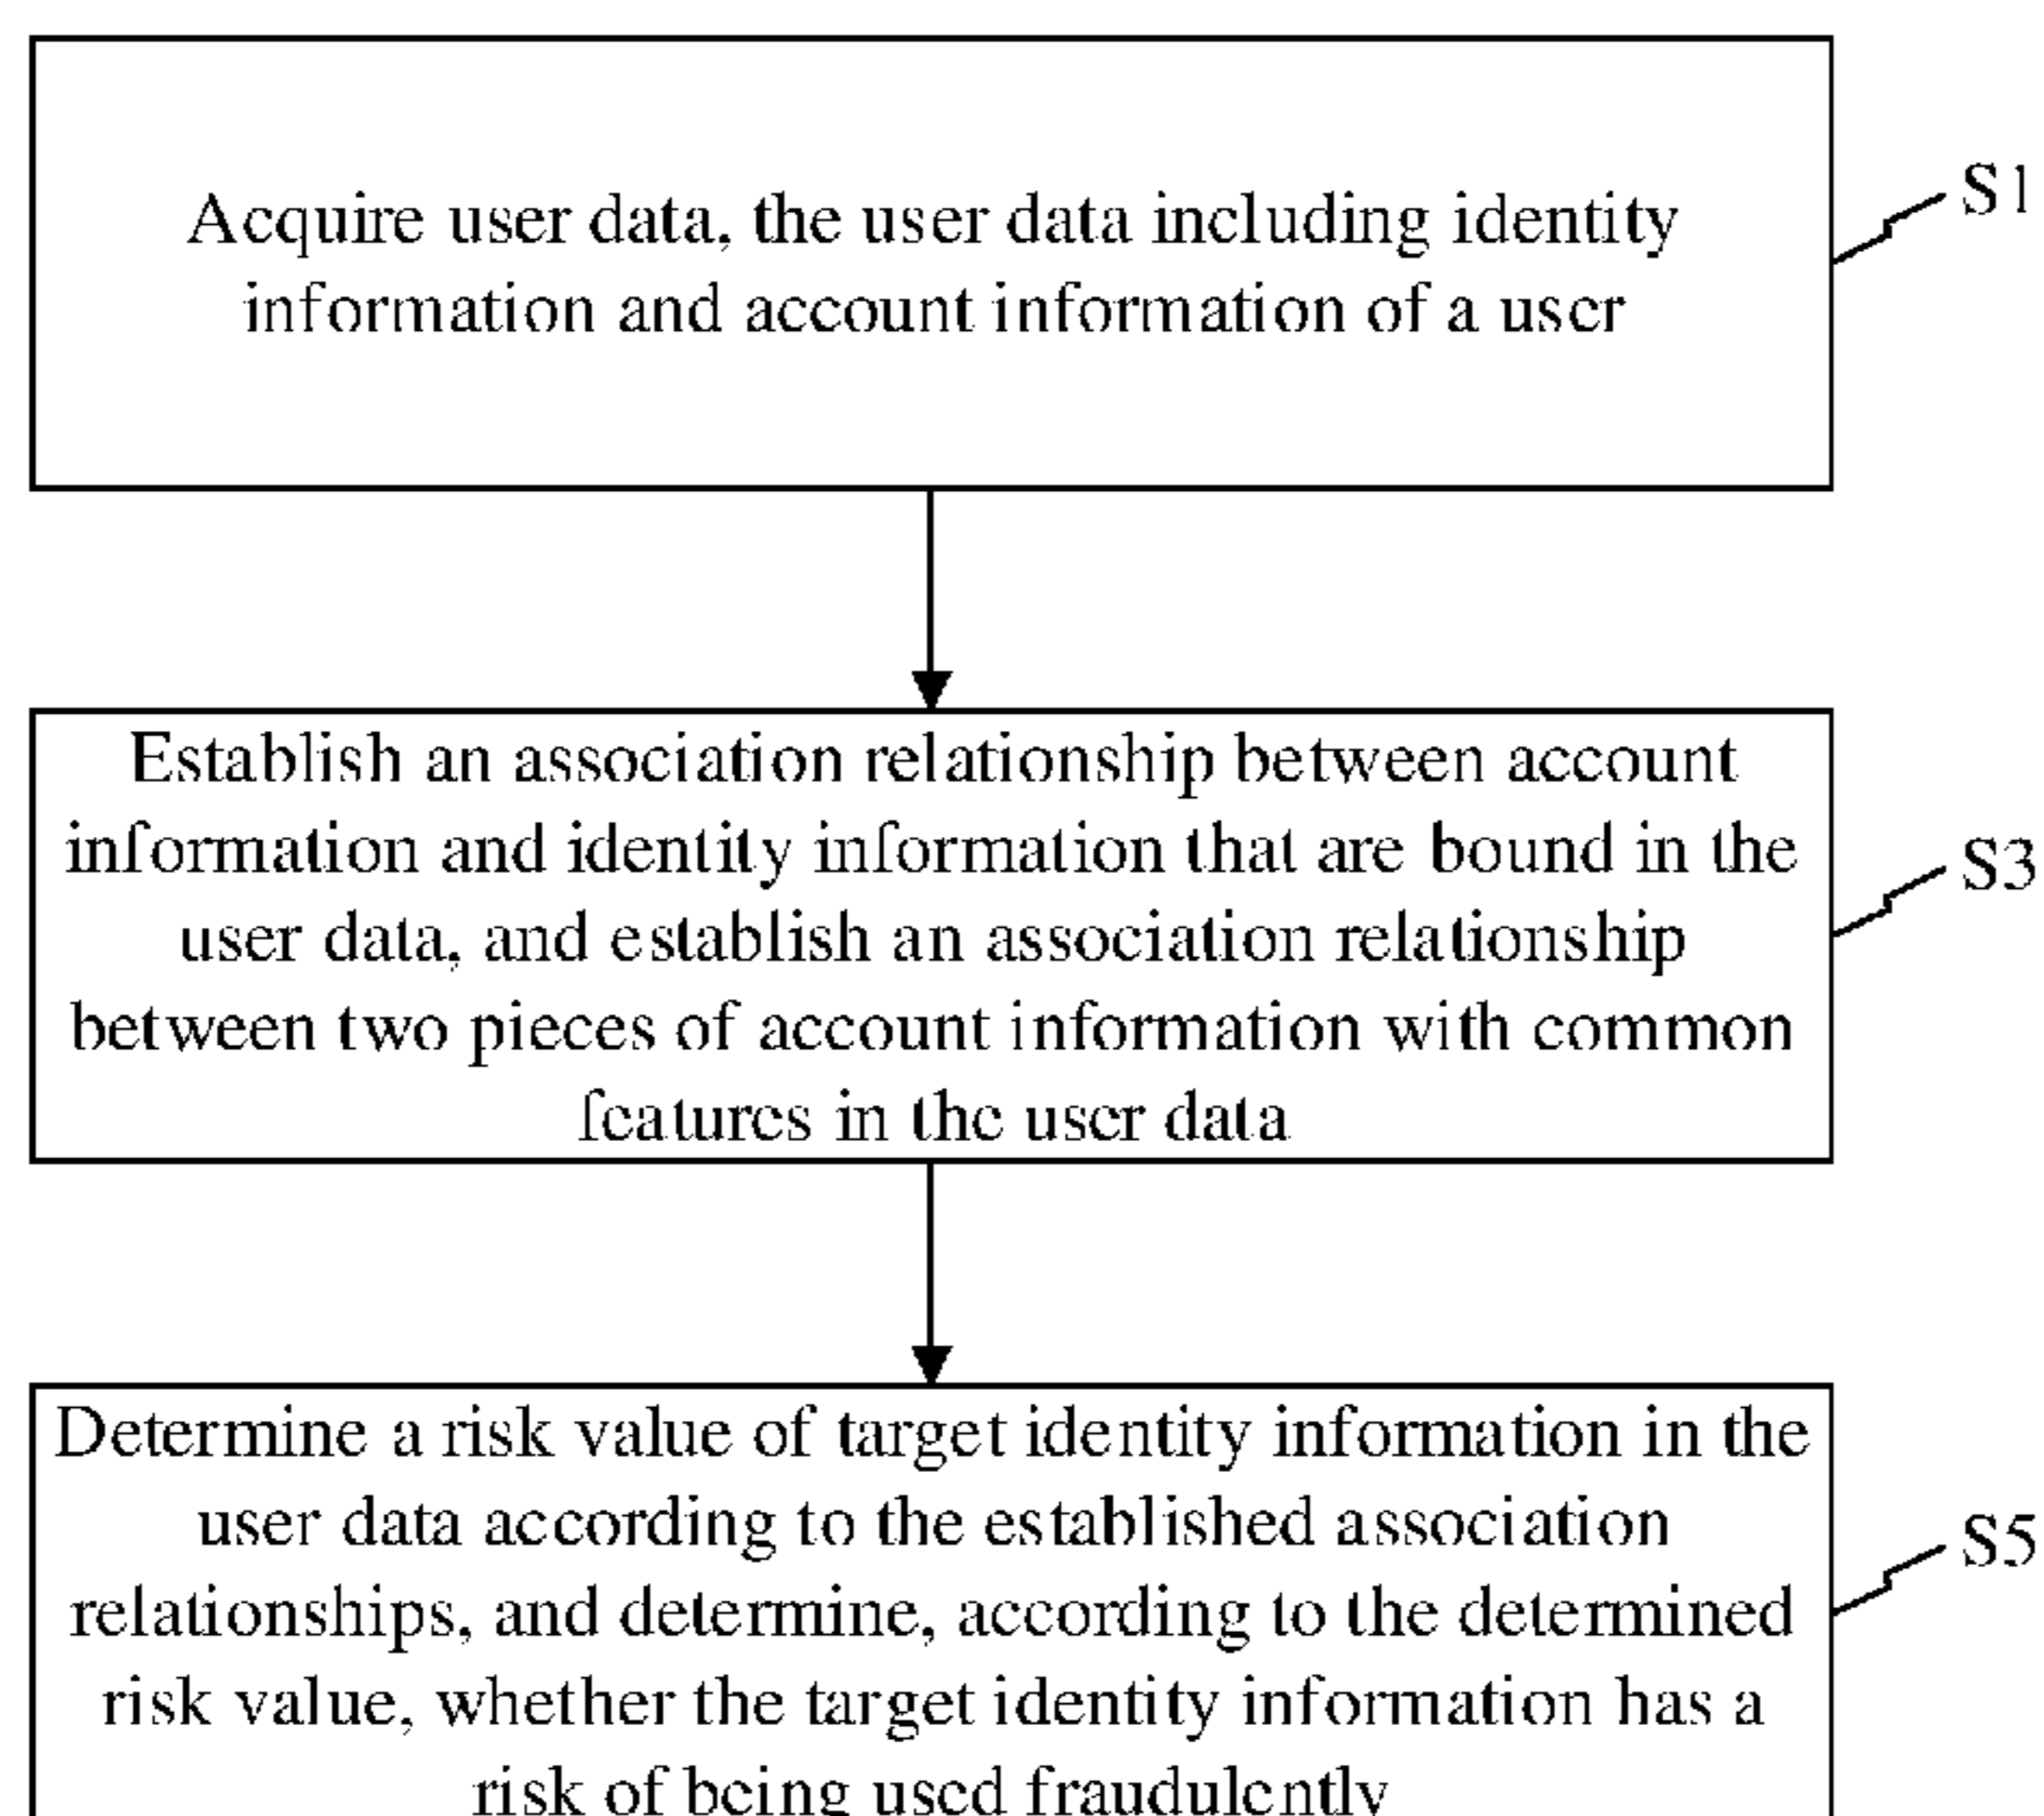 Acquire user data, the user data including identity
information and account information of a user
S1
Establish an association relationship between account
information and identity information that are bound in the
user data, and establish an association relationship
between two pieces of account information with common
features in the user data
S3
Determine a risk value of target identity information in the
user data according to the established association
relationships, and determine, according to the determined
risk value, whether the target identity information has a
risk of being used fraudulently
S5